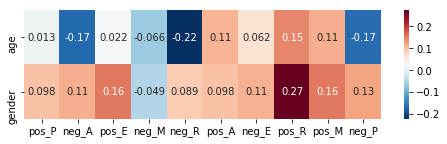 age
0.013 -0.17 0.022 -0.066 -0.22 0.11 0.062 0.15 0.11 -0.17
gender
0.098 0.11 0.16 -0.049 0.089 0.098 0.11 0.27 0.16 0.13
pos_P neg_A pos_E neg_M neg_R pos_A neg_E pos_R pos_M neg_P
0.2
0.1
0.0
-0.1
-0.2